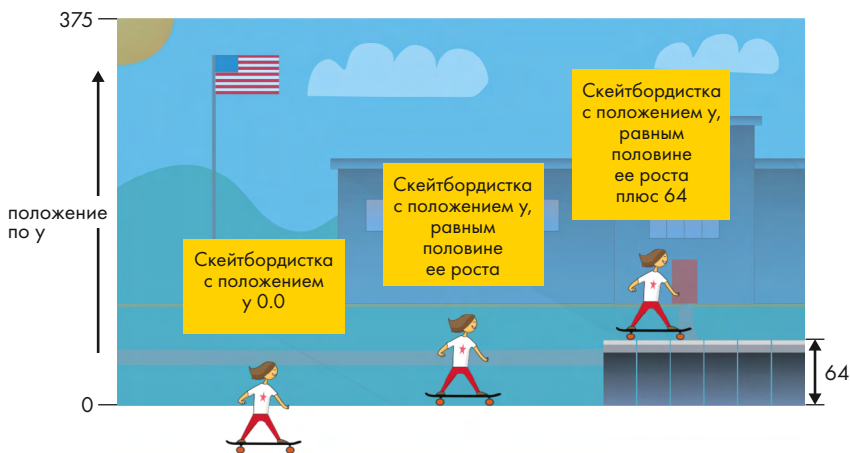 375
Скейтбордистка
с положением y,
равным
половине
ее роста
плюс 64
Скейтбордистка
с положением y,
равным
половине
ее роста
положение
по y
Скейтбордистка
с положением
y 0.0
64
0